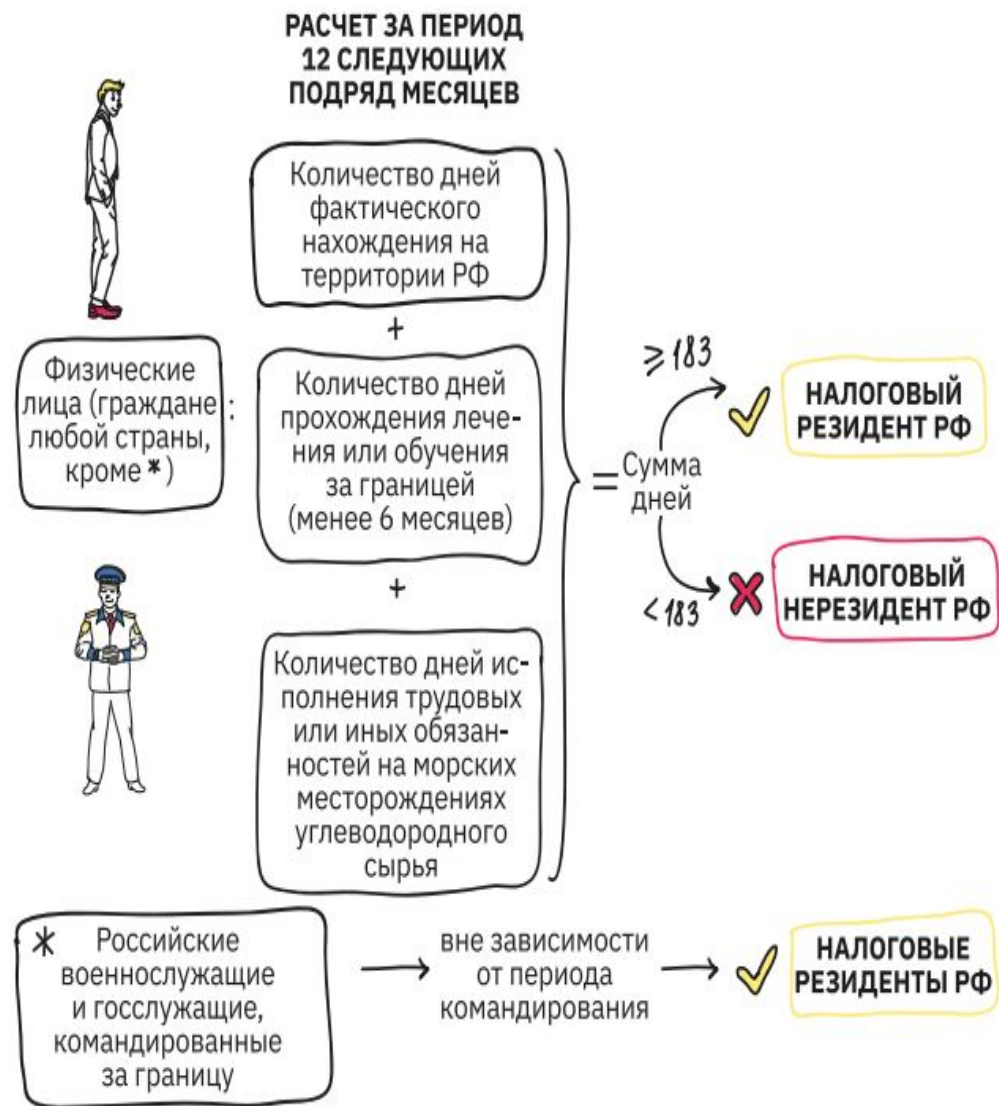 РАСЧЕТ ЗА ПЕРИОД
12 СЛЕДУЮЩИХ
ПОДРЯД МЕСЯЦЕВ
Количество дней
фактического
нахождения на
территории РФ
+
Физические
лица (граждане :
любой страны,
кроме *)
Количество дней
прохождения лече-
ния или обучения
за границей
(менее 6 месяцев)
+
Количество дней ис-
полнения трудовых
или иных обязан-
ностей на морских
месторождениях
углеводородного
сырья
= Сумма
дней
≥ 183
НАЛОГОВЫЙ
РЕЗИДЕНТ РФ
< 183
НАЛОГОВЫЙ
НЕРЕЗИДЕНТ РФ
* Российские
военнослужащие
и госслужащие,
командированные
за границу
вне зависимости
от периода
командирования
НАЛОГОВЫЕ
РЕЗИДЕНТЫ РФ